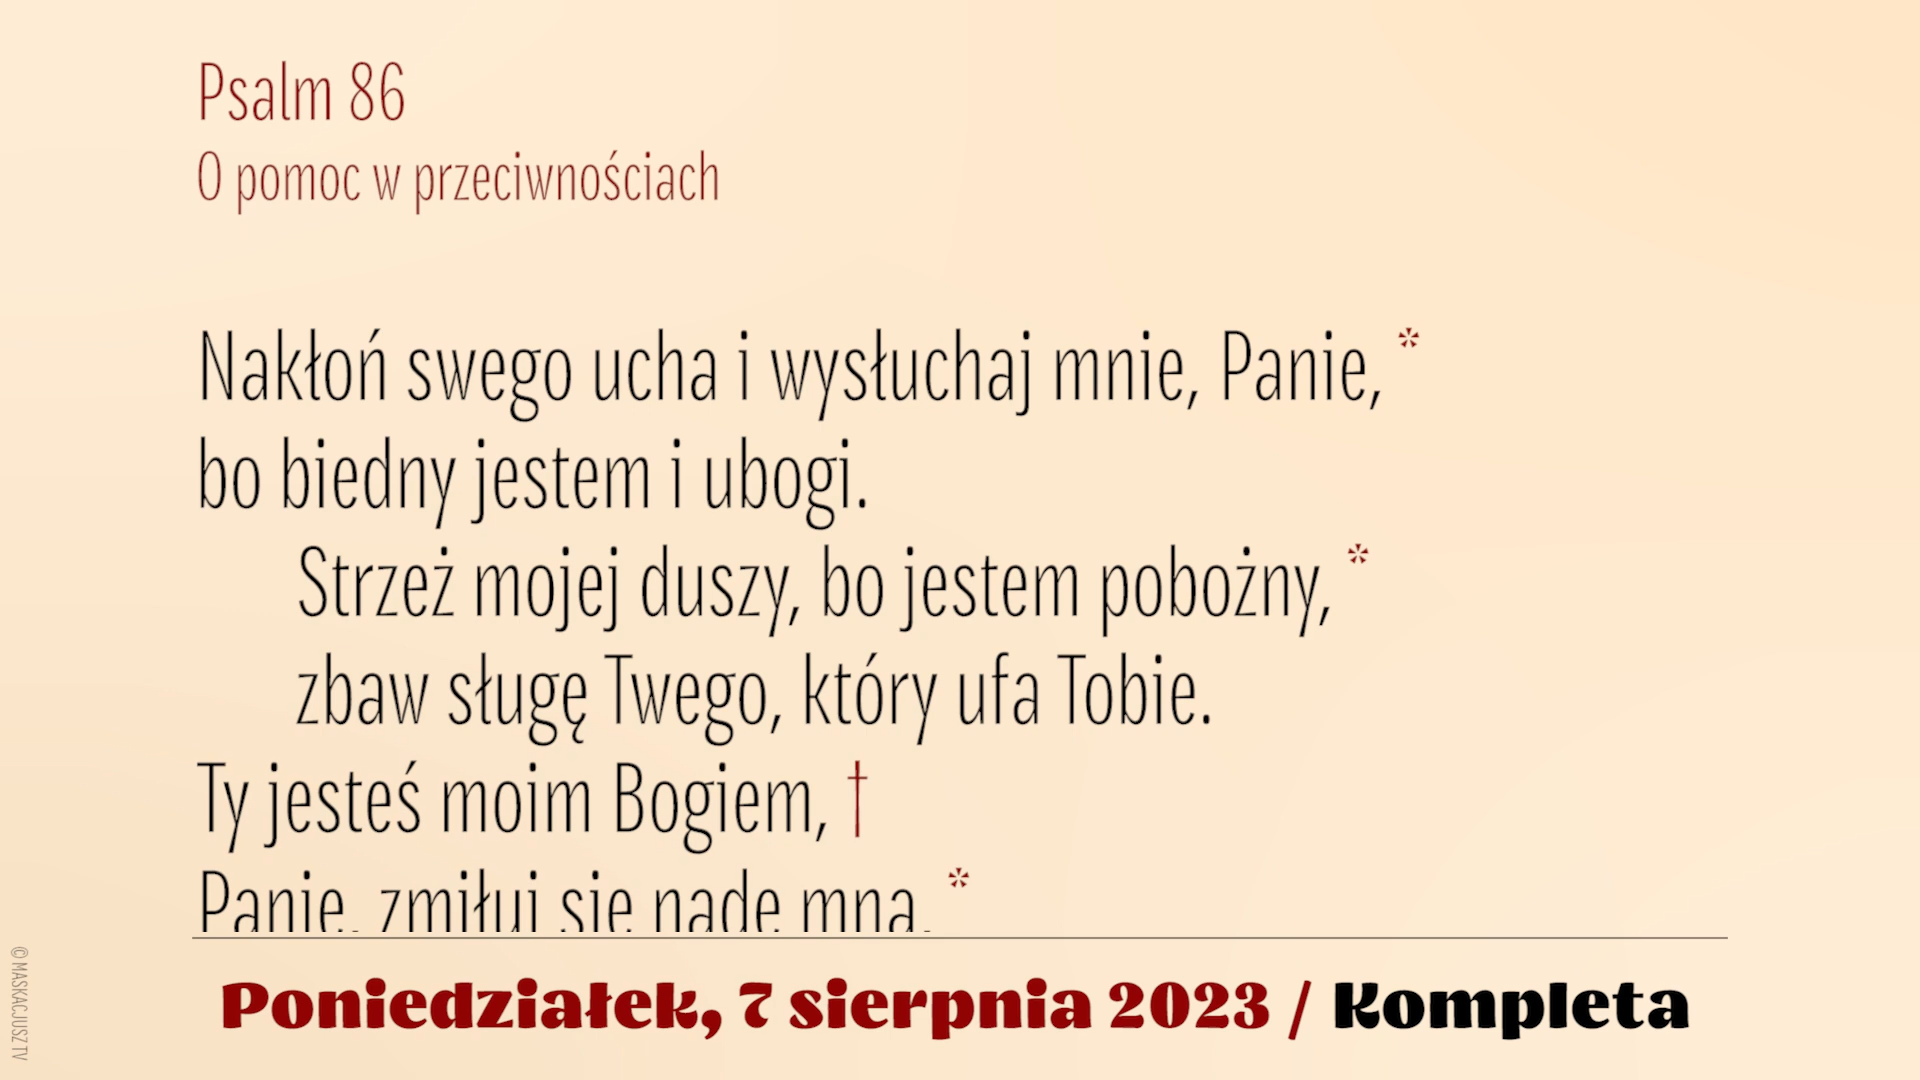 Psalm 86
O pomoc w przeciwnościach
Nakłoń swego ucha i wysłuchaj mnie, Panie, *
bo biedny jestem i ubogi.
Strzeż mojej duszy, bo jestem pobożny, *
zbaw sługę Twego, który ufa Tobie.
Ty jesteś moim Bogiem, †
Panie, zmiłuj się nade mną, *
Poniedziałek, 7 sierpnia 2023 / Kompleta
© MASKACJUSZ TV